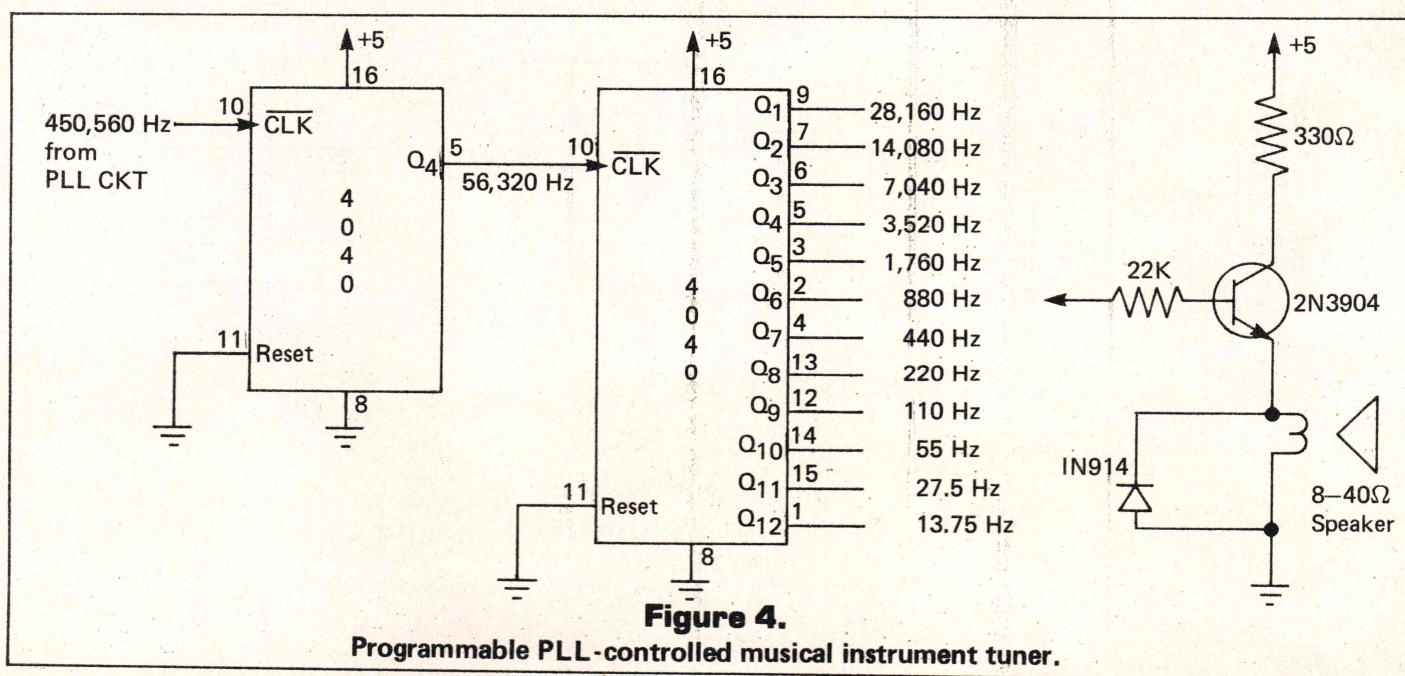 +5
16
10
450,560 Hz
from
PLL CKT
CLK
Q4
5
56,320 Hz
4
0
4
0
11
Reset
8
+5
16
10
CLK
Q1 9 28,160 Hz
Q2 7 14,080 Hz
Q3 6 7,040 Hz
Q4 5 3,520 Hz
Q5 3 1,760 Hz
Q6 2 880 Hz
Q7 4 440 Hz
Q8 13 220 Hz
Q9 12 110 Hz
Q10 14 55 Hz
Q11 15 27.5 Hz
Q12 1 13.75 Hz
4
0
4
0
11
Reset
8
+5
330Ω
22K
2N3904
IN914
8–40Ω
Speaker
Figure 4.
Programmable PLL-controlled musical instrument tuner.